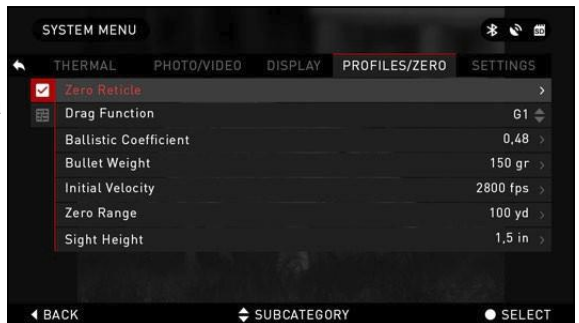 SYSTEM MENU
THERMAL PHOTO/VIDEO DISPLAY PROFILES/ZERO SETTINGS
Zero Reticle
Drag Function G1
Ballistic Coefficient 0,48
Bullet Weight 150 gr
Initial Velocity 2800 fps
Zero Range 100 yd
Sight Height 1,5 in
BACK SUBCATEGORY SELECT